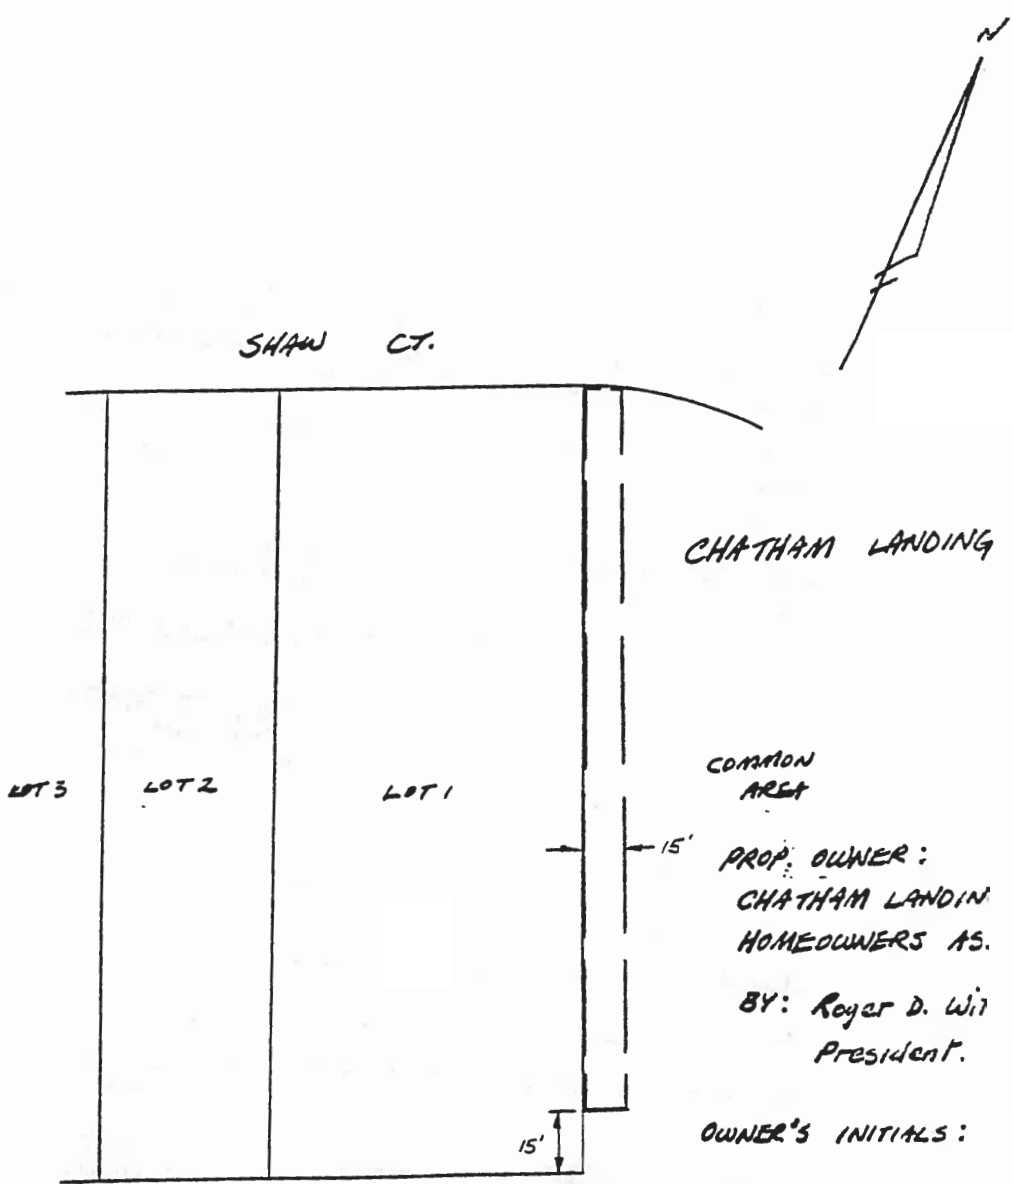 N
SHAW CT.
CHATHAM LANDING
LOT 3
LOT 2
LOT 1
COMMON
AREA
15'
PROP. OWNER:
CHATHAM LANDIN
HOMEOWNERS AS.
BY: Roger D. Wit
President.
15'
OWNER'S INITIALS: